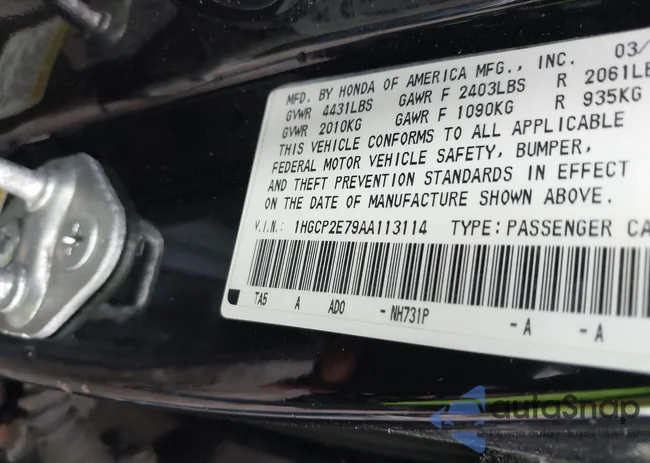 MFD. BY HONDA OF AMERICA MFG., INC. 03/
GVWR 4431LBS GAWR F 2403LBS R 2061LB
GVWR 2010KG GAWR F 1090KG R 935KG
THIS VEHICLE CONFORMS TO ALL APPLICABLE
FEDERAL MOTOR VEHICLE SAFETY, BUMPER,
AND THEFT PREVENTION STANDARDS IN EFFECT
ON THE DATE OF MANUFACTURE SHOWN ABOVE.
V.I.N.: 1HGCP2E79AA113114 TYPE: PASSENGER CA
TA5 A AD0 - NH731P - A - A
autoSnap